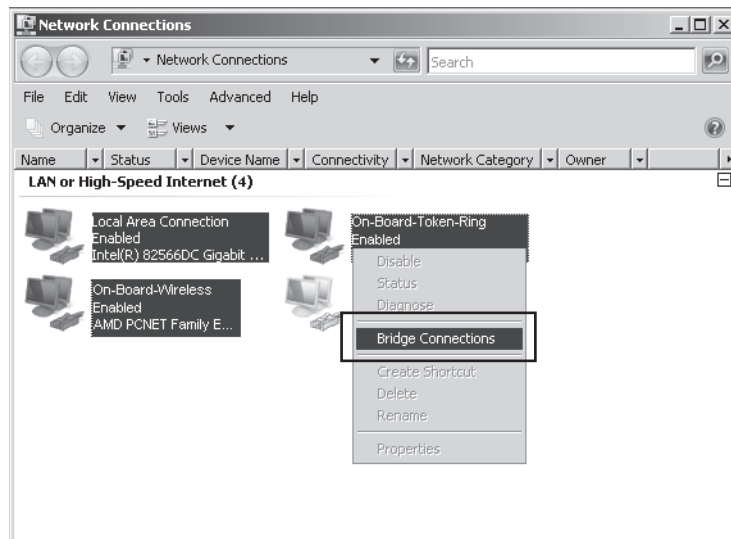 Network Connections
Network Connections
Search
File Edit View Tools Advanced Help
Organize Views
Name Status Device Name Connectivity Network Category Owner
LAN or High-Speed Internet (4)
Local Area Connection
Enabled
Intel(R) 82566DC Gigabit ...
On-Board-Token-Ring
Enabled
On-Board-Wireless
Enabled
AMD PCNET Family E...
Disable
Status
Diagnose
Bridge Connections
Create Shortcut
Delete
Rename
Properties